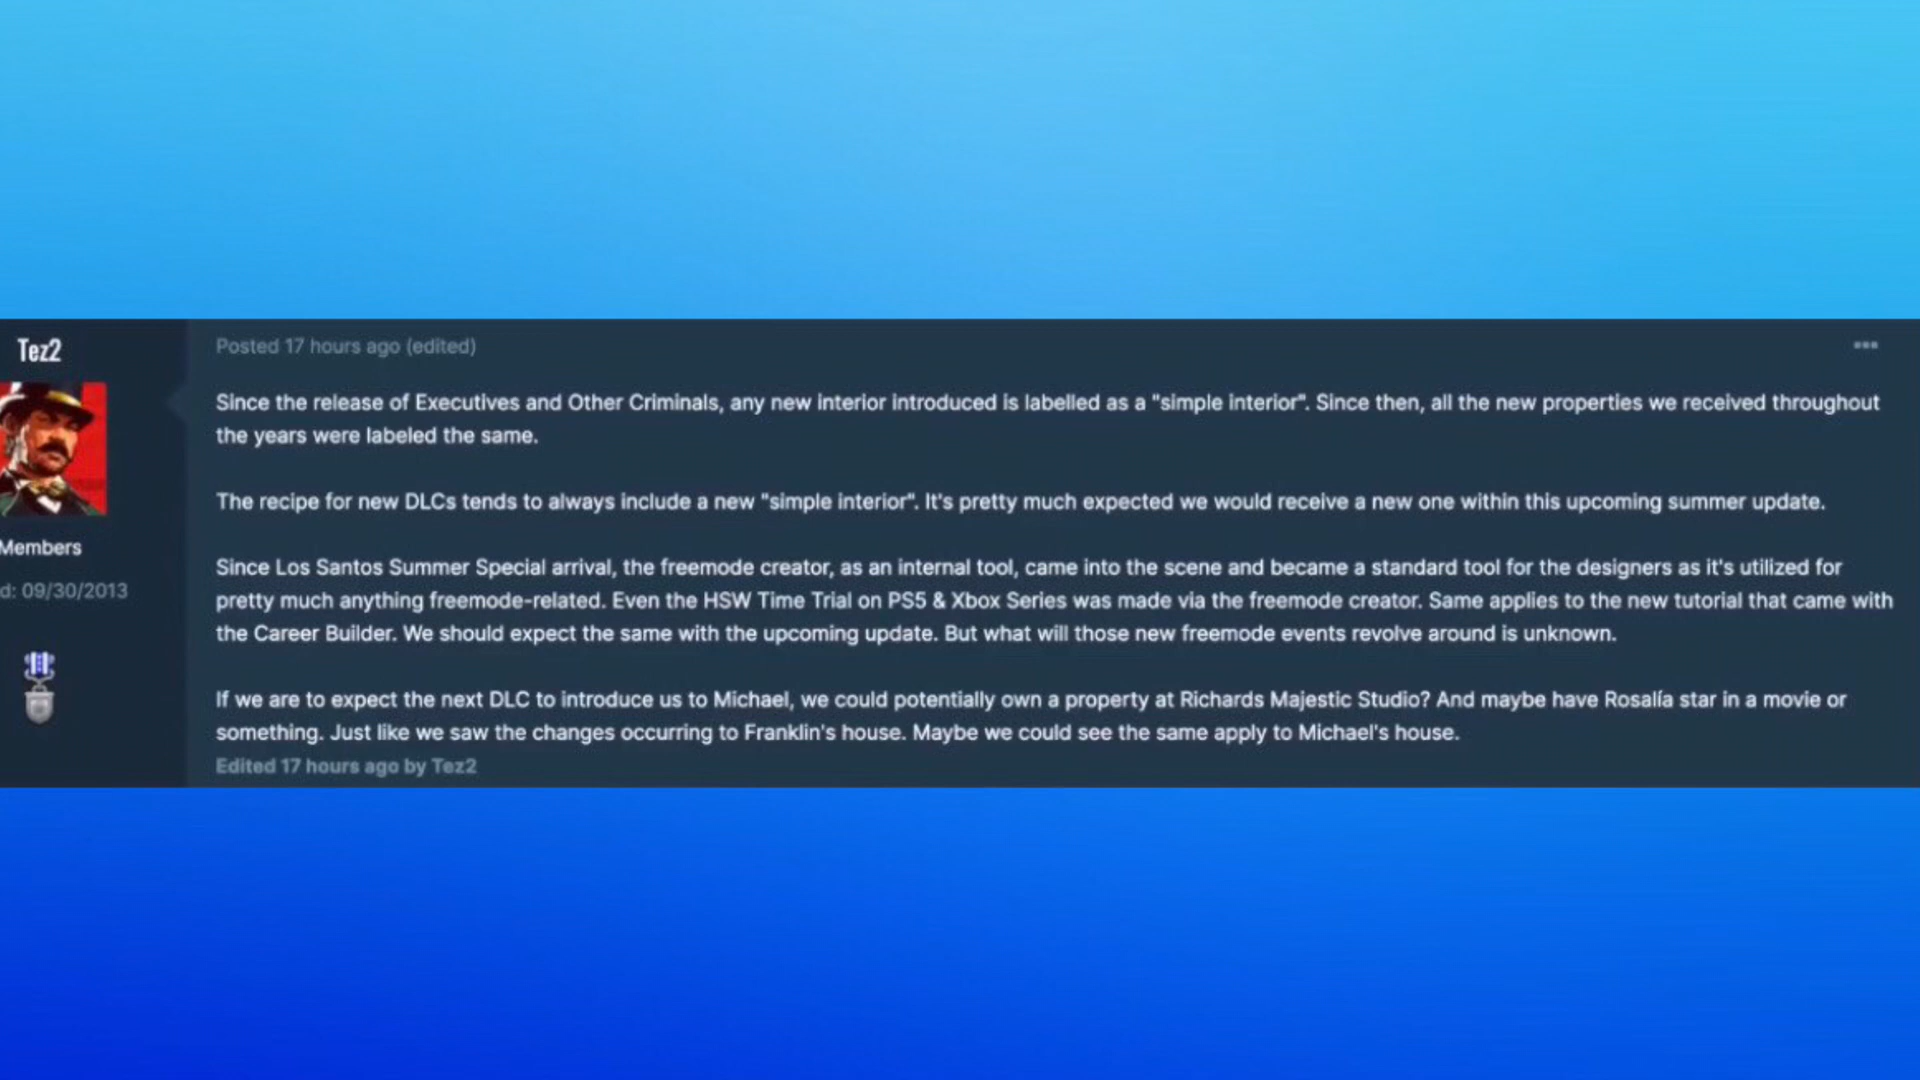 Tez2
Members
d: 09/30/2013
Posted 17 hours ago (edited)
Since the release of Executives and Other Criminals, any new interior introduced is labelled as a "simple interior". Since then, all the new properties we received throughout
the years were labeled the same.
The recipe for new DLCs tends to always include a new "simple interior". It's pretty much expected we would receive a new one within this upcoming summer update.
Since Los Santos Summer Special arrival, the freemode creator, as an internal tool, came into the scene and became a standard tool for the designers as it's utilized for
pretty much anything freemode-related. Even the HSW Time Trial on PS5 & Xbox Series was made via the freemode creator. Same applies to the new tutorial that came with
the Career Builder. We should expect the same with the upcoming update. But what will those new freemode events revolve around is unknown.
If we are to expect the next DLC to introduce us to Michael, we could potentially own a property at Richards Majestic Studio? And maybe have Rosalía star in a movie or
something. Just like we saw the changes occurring to Franklin's house. Maybe we could see the same apply to Michael's house.
Edited 17 hours ago by Tez2